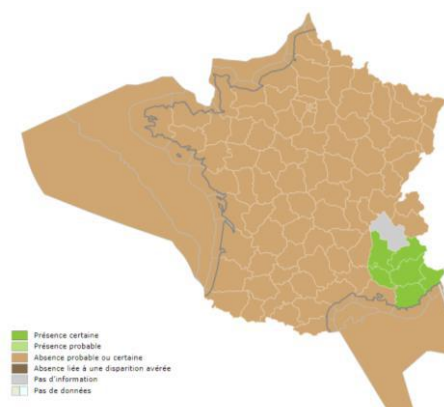 Présence certaine
Présence probable
Absence probable ou certaine
Absence liée à une disparition avérée
Pas d'information
Pas de données